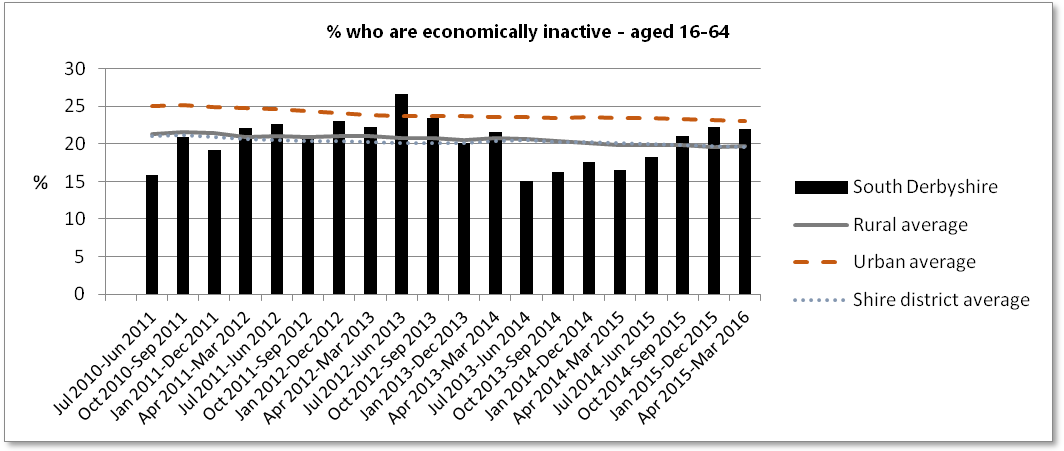 % who are economically inactive - aged 16-64
30
25
20
15
10
5
0
%
Jul 2010-Jun 2011
Oct 2010-Sep 2011
Jan 2011-Dec 2011
Apr 2011-Mar 2012
Jul 2011-Jun 2012
Oct 2011-Sep 2012
Jan 2012-Dec 2012
Apr 2012-Mar 2013
Jul 2012-Jun 2013
Oct 2012-Sep 2013
Jan 2013-Dec 2013
Apr 2013-Mar 2014
Jul 2013-Jun 2014
Oct 2013-Sep 2014
Jan 2014-Dec 2014
Apr 2014-Mar 2015
Jul 2014-Jun 2015
Oct 2014-Sep 2015
Jan 2015-Dec 2015
Apr 2015-Mar 2016
South Derbyshire
Rural average
Urban average
Shire district average